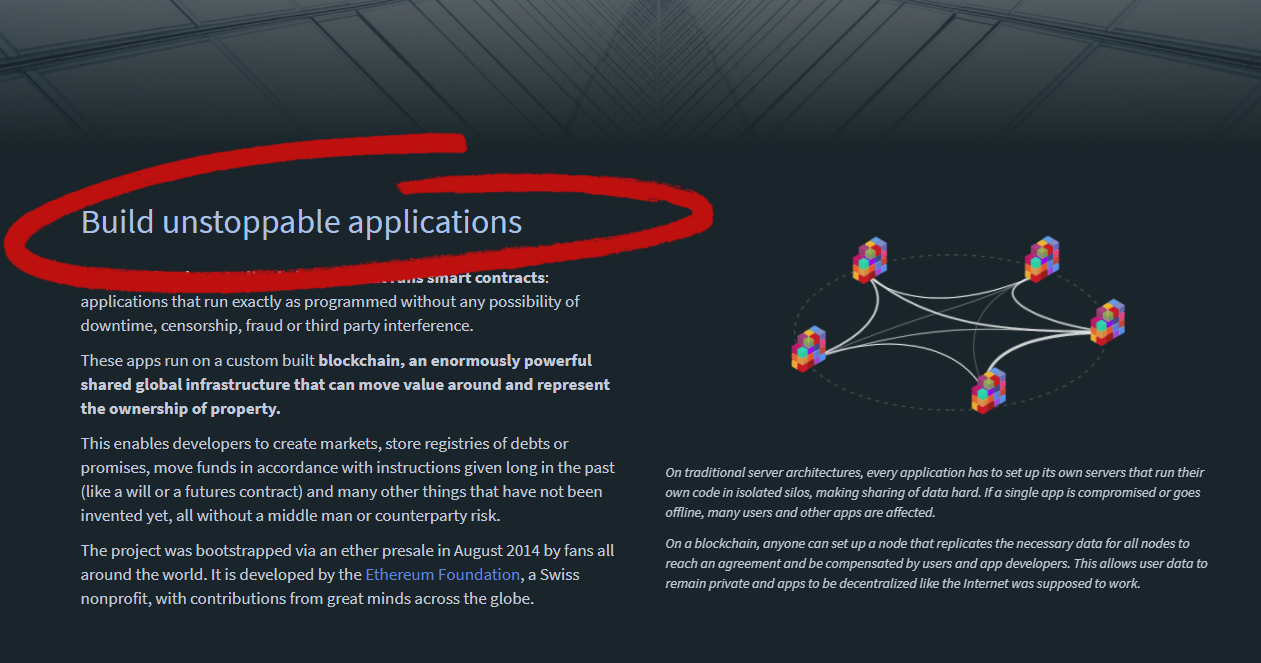 Build unstoppable applications
smart contracts:
applications that run exactly as programmed without any possibility of
downtime, censorship, fraud or third party interference.
These apps run on a custom built blockchain, an enormously powerful
shared global infrastructure that can move value around and represent
the ownership of property.
This enables developers to create markets, store registries of debts or
promises, move funds in accordance with instructions given long in the past
(like a will or a futures contract) and many other things that have not been
invented yet, all without a middle man or counterparty risk.
The project was bootstrapped via an ether presale in August 2014 by fans all
around the world. It is developed by the Ethereum Foundation, a Swiss
nonprofit, with contributions from great minds across the globe.
On traditional server architectures, every application has to set up its own servers that run their
own code in isolated silos, making sharing of data hard. If a single app is compromised or goes
offline, many users and other apps are affected.
On a blockchain, anyone can set up a node that replicates the necessary data for all nodes to
reach an agreement and be compensated by users and app developers. This allows user data to
remain private and apps to be decentralized like the Internet was supposed to work.